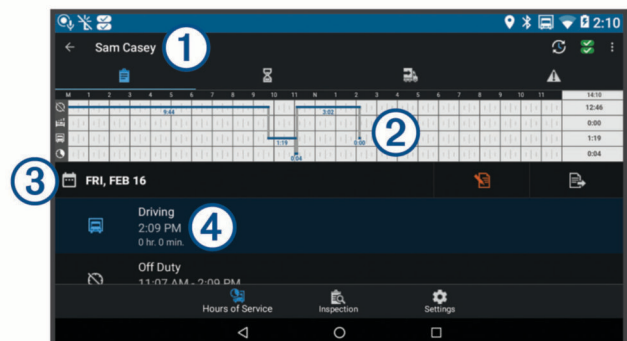 2:10
Sam Casey
1
M 1 2 3 4 5 6 7 8 9 10 11 N 1 2 3 4 5 6 7 8 9 10 11 14:10
9:44 2:02 12:46
0:00
1:19 0:00 1:19
0:04 0:04
2
3
FRI, FEB 16
Driving
2:09 PM
0 hr. 0 min.
4
Off Duty
11:07 AM - 2:09 PM
Hours of Service Inspection Settings